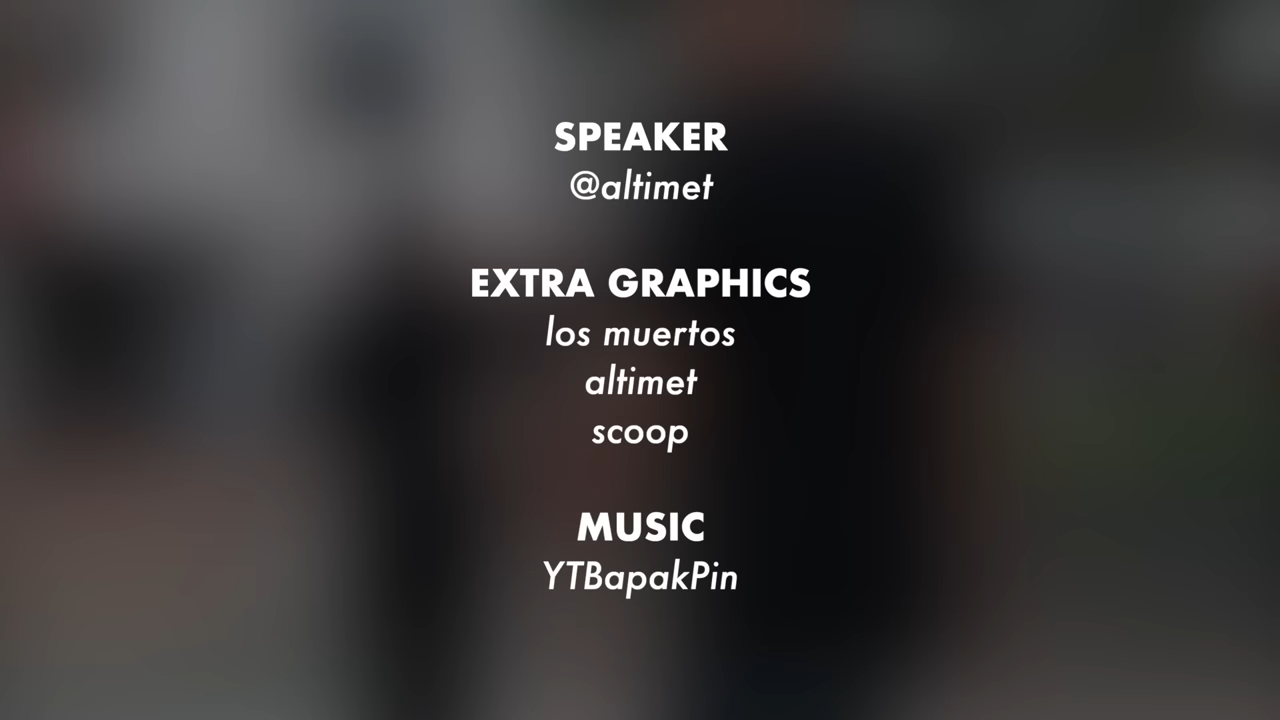 SPEAKER
@altimet
EXTRA GRAPHICS
los muertos
altimet
scoop
MUSIC
YTBapakPin